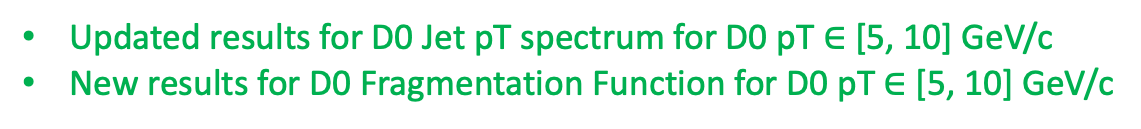 • Updated results for D0 Jet pT spectrum for D0 pT ∈ [5, 10] GeV/c
• New results for D0 Fragmentation Function for D0 pT ∈ [5, 10] GeV/c